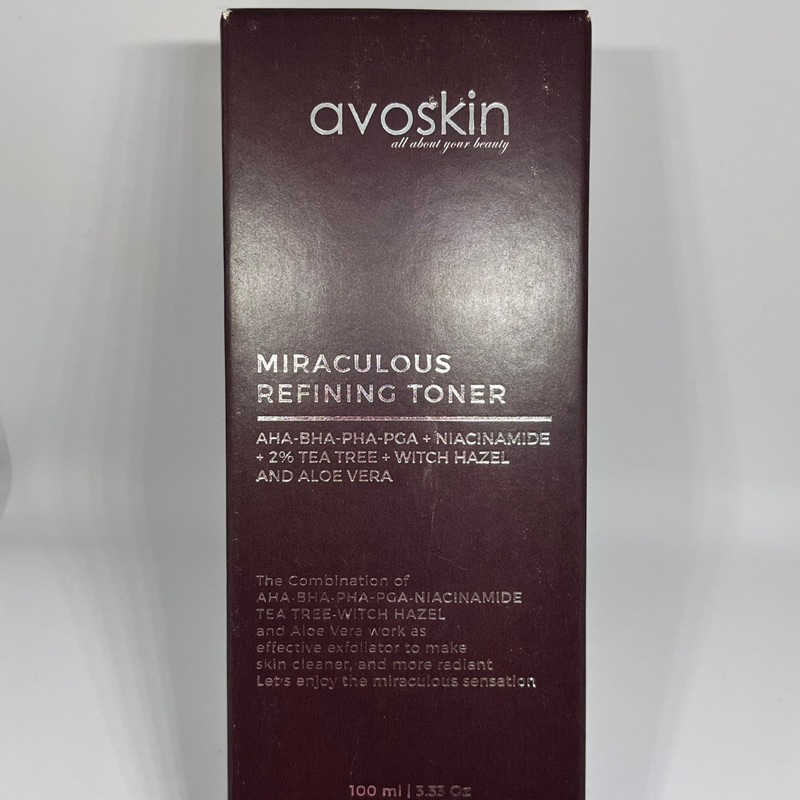 avoskin
all about your beauty
MIRACULOUS
REFINING TONER
AHA-BHA-PHA-PGA + NIACINAMIDE
+ 2% TEA TREE + WITCH HAZEL
AND ALOE VERA
The Combination of
AHA-BHA-PHA-PGA-NIACINAMIDE
TEA TREE-WITCH HAZEL
and Aloe Vera work as
effective exfoliator to make
skin cleaner, and more radiant
Let's enjoy the miraculous sensation
100 ml | 3.33 Oz